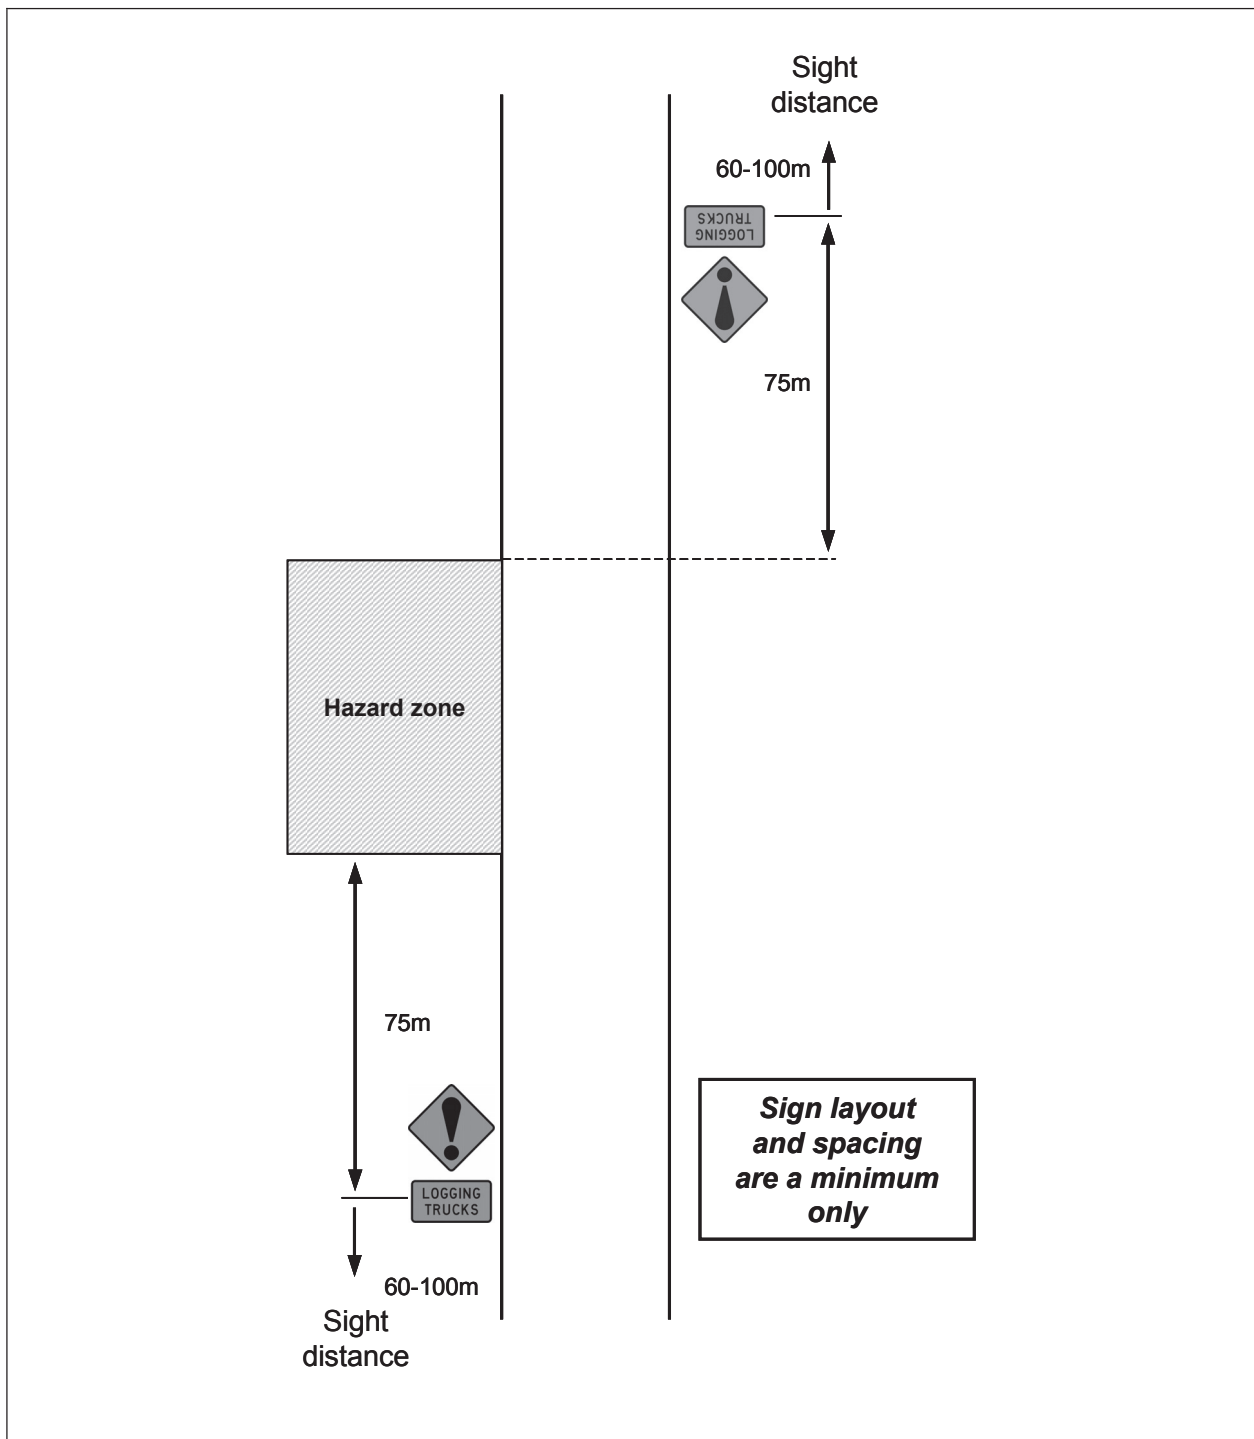 Sight
distance
60-100m
LOGGING
TRUCKS
75m
Hazard zone
75m
LOGGING
TRUCKS
Sign layout
and spacing
are a minimum
only
60-100m
Sight
distance